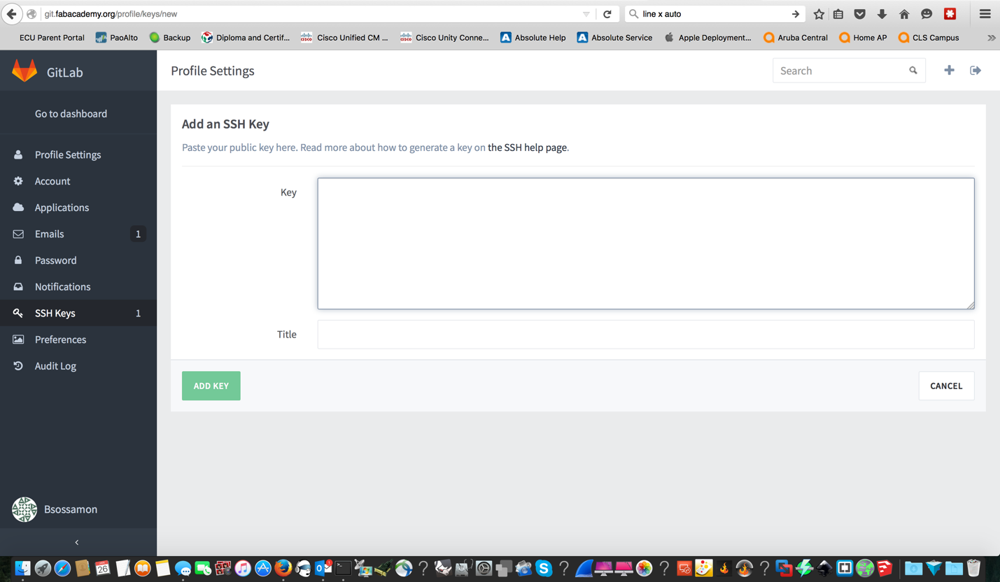 git.fabacademy.org/profile/keys/new
line x auto
ECU Parent Portal
PaoAlto
Backup
Diploma and Certif...
Cisco Unified CM ...
Cisco Unity Conne...
Absolute Help
Absolute Service
Apple Deployment...
Aruba Central
Home AP
CLS Campus
GitLab
Profile Settings
Search
Go to dashboard
Profile Settings
Account
Applications
Emails 1
Password
Notifications
SSH Keys 1
Preferences
Audit Log
Bsossamon
Add an SSH Key
Paste your public key here. Read more about how to generate a key on the SSH help page.
Key
Title
ADD KEY
CANCEL
26
1